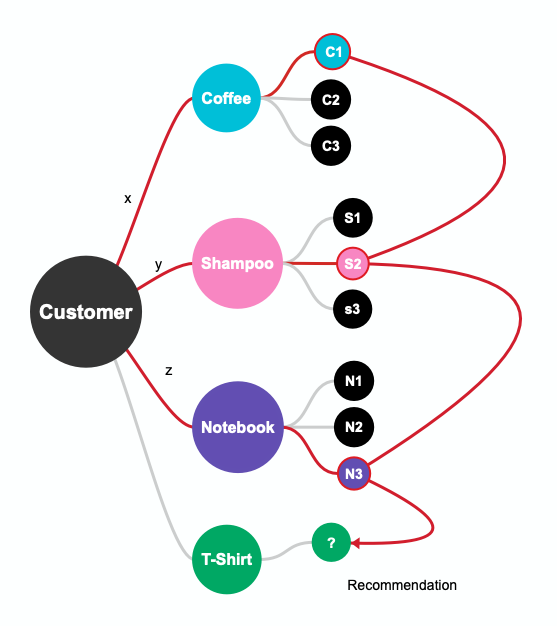 C1
Coffee
C2
C3
x
S1
y
Shampoo
S2
Customer
s3
z
N1
Notebook
N2
N3
T-Shirt
?
Recommendation